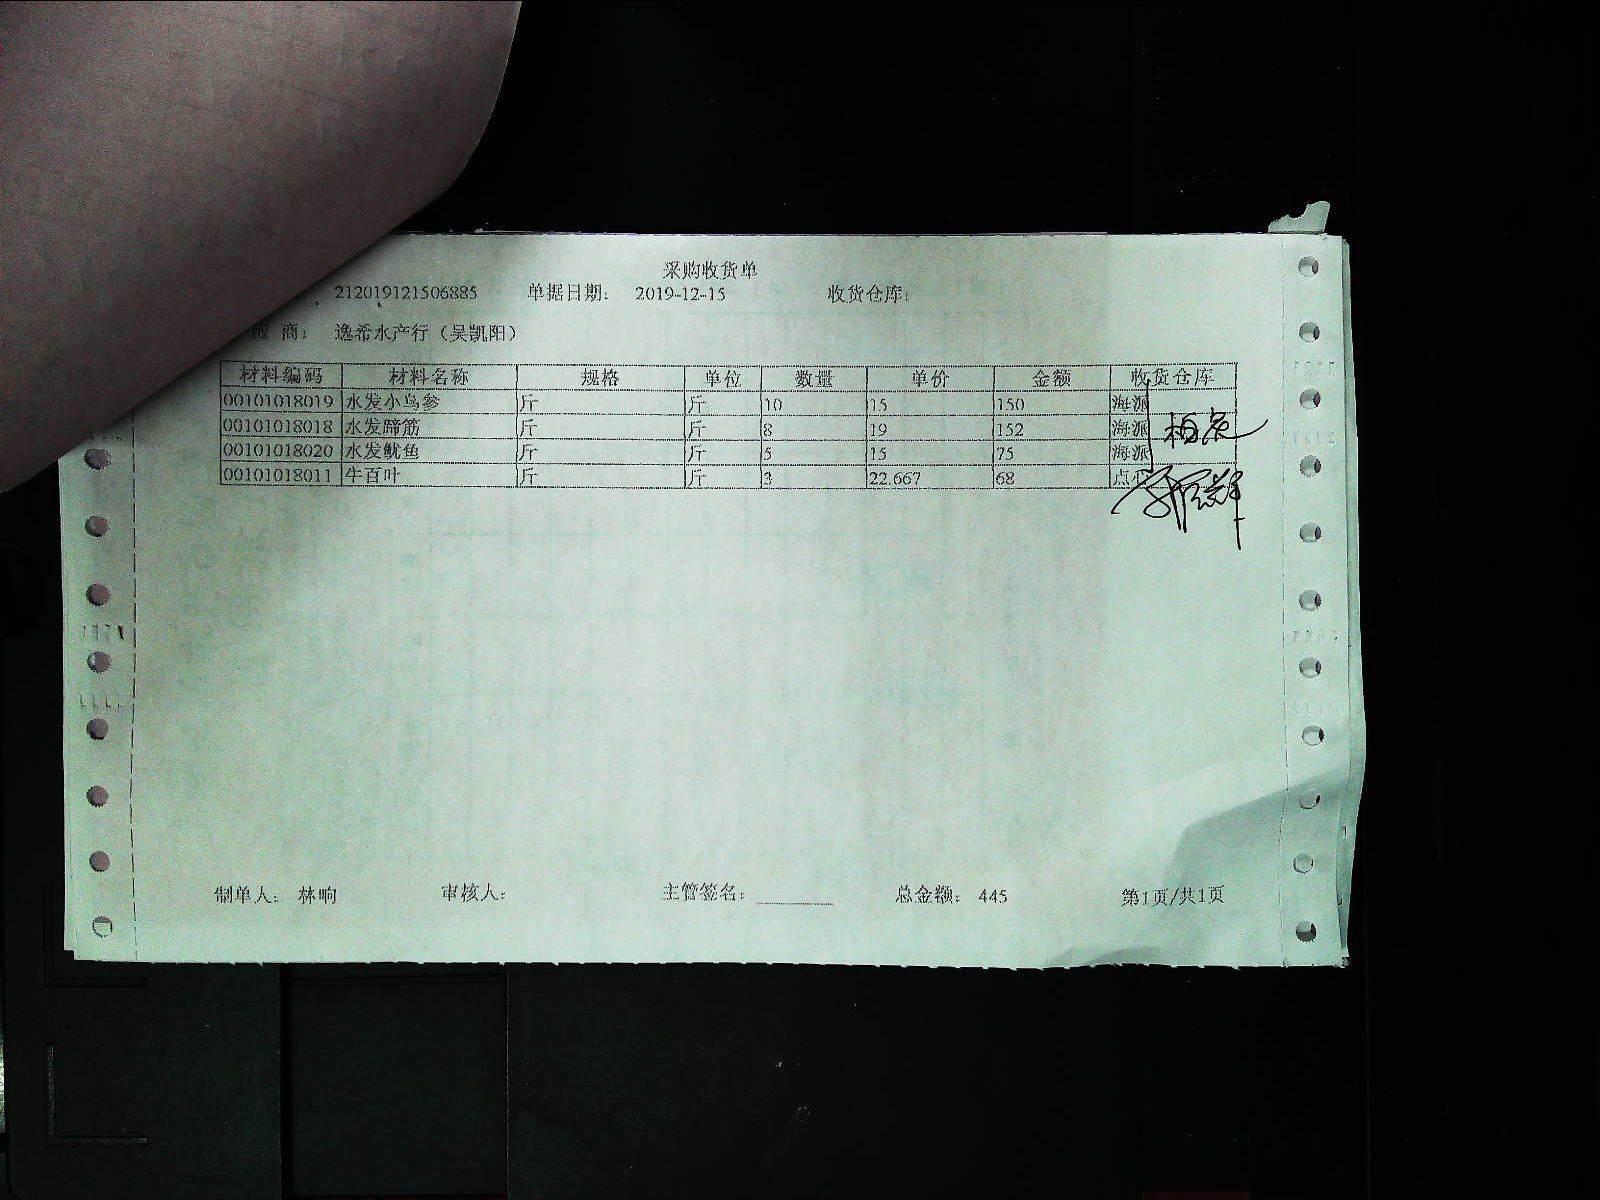 采购收货单
212019121506885 单据日期: 2019-12-15 收货仓库:
应 商: 逸希水产行（吴凯阳）
材料编码 材料名称 规格 单位 数量 单价 金额 收货仓库
00101018019 水发小乌参 斤 斤 10 15 150 海派
00101018018 水发蹄筋 斤 斤 8 19 152 海派
00101018020 水发鱿鱼 斤 斤 5 15 75 海派
00101018011 牛百叶 斤 斤 3 22.667 68 点心
制单人: 林响 审核人: 主管签名: 总金额: 445 第1页/共1页